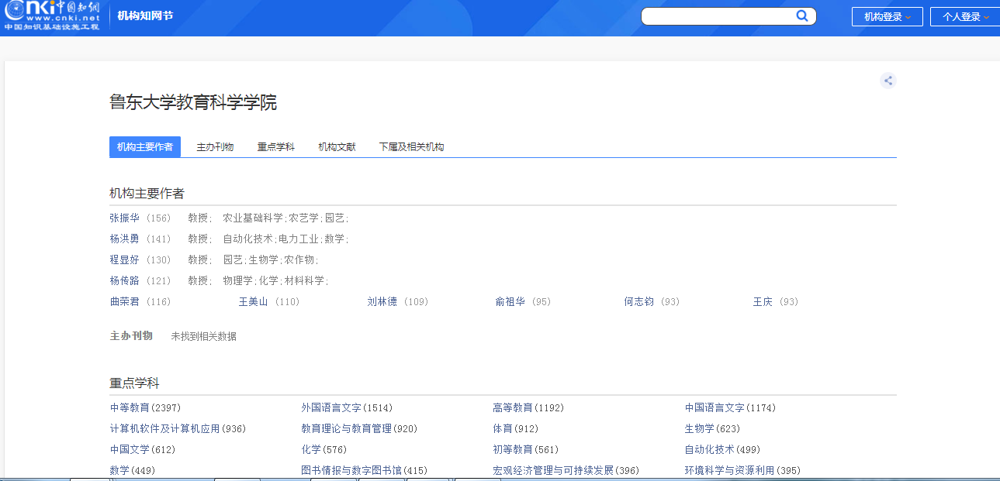 cnki中国知网
www.cnki.net
中国知识基础设施工程
机构知网节
机构登录
个人登录
鲁东大学教育科学学院
机构主要作者 主办刊物 重点学科 机构文献 下属及相关机构
机构主要作者
张振华 (156) 教授; 农业基础科学;农艺学;园艺;
杨洪勇 (141) 教授; 自动化技术;电力工业;数学;
程显好 (130) 教授; 园艺;生物学;农作物;
杨传路 (121) 教授; 物理学;化学;材料科学;
曲荣君 (116) 王美山 (110) 刘林德 (109) 俞祖华 (95) 何志钧 (93) 王庆 (93)
主办刊物 未找到相关数据
重点学科
中等教育(2397) 外国语言文字(1514) 高等教育(1192) 中国语言文字(1174)
计算机软件及计算机应用(936) 教育理论与教育管理(920) 体育(912) 生物学(623)
中国文学(612) 化学(576) 初等教育(561) 自动化技术(499)
数学(449) 图书情报与数字图书馆(415) 宏观经济管理与可持续发展(396) 环境科学与资源利用(395)